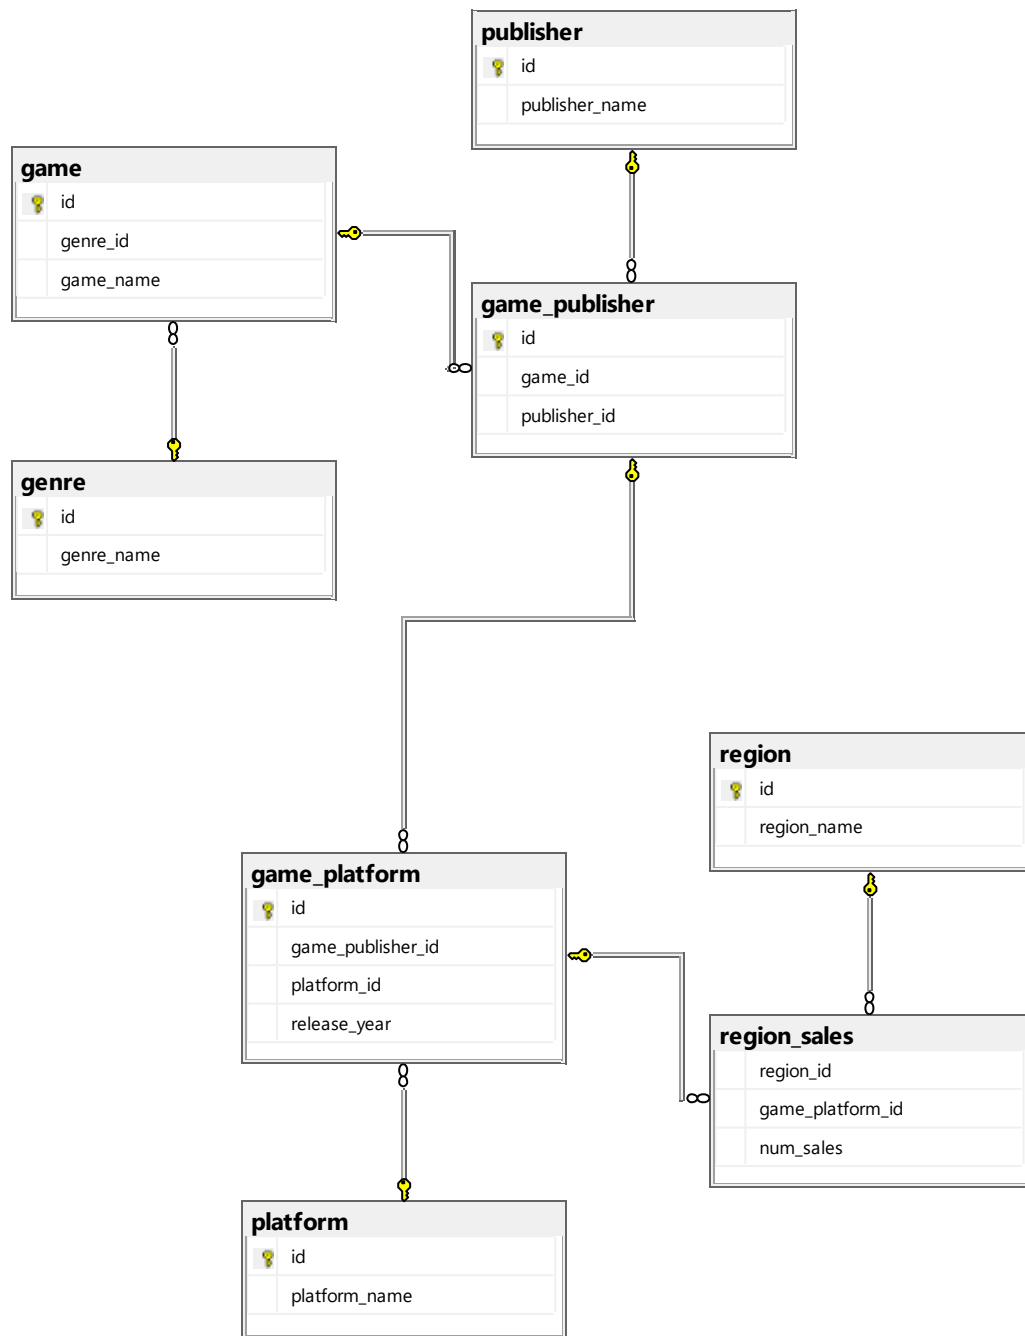 publisher
id
publisher_name
game
id
genre_id
game_name
game_publisher
id
game_id
publisher_id
genre
id
genre_name
region
id
region_name
game_platform
id
game_publisher_id
platform_id
release_year
region_sales
region_id
game_platform_id
num_sales
platform
id
platform_name